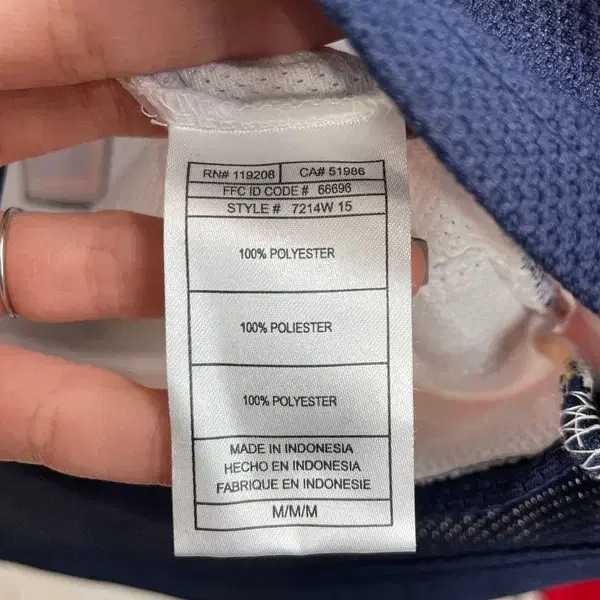 RN# 119208 CA# 51986
FFC ID CODE # 66696
STYLE # 7214W 15
100% POLYESTER
100% POLIESTER
100% POLYESTER
MADE IN INDONESIA
HECHO EN INDONESIA
FABRIQUE EN INDONESIE
M/M/M